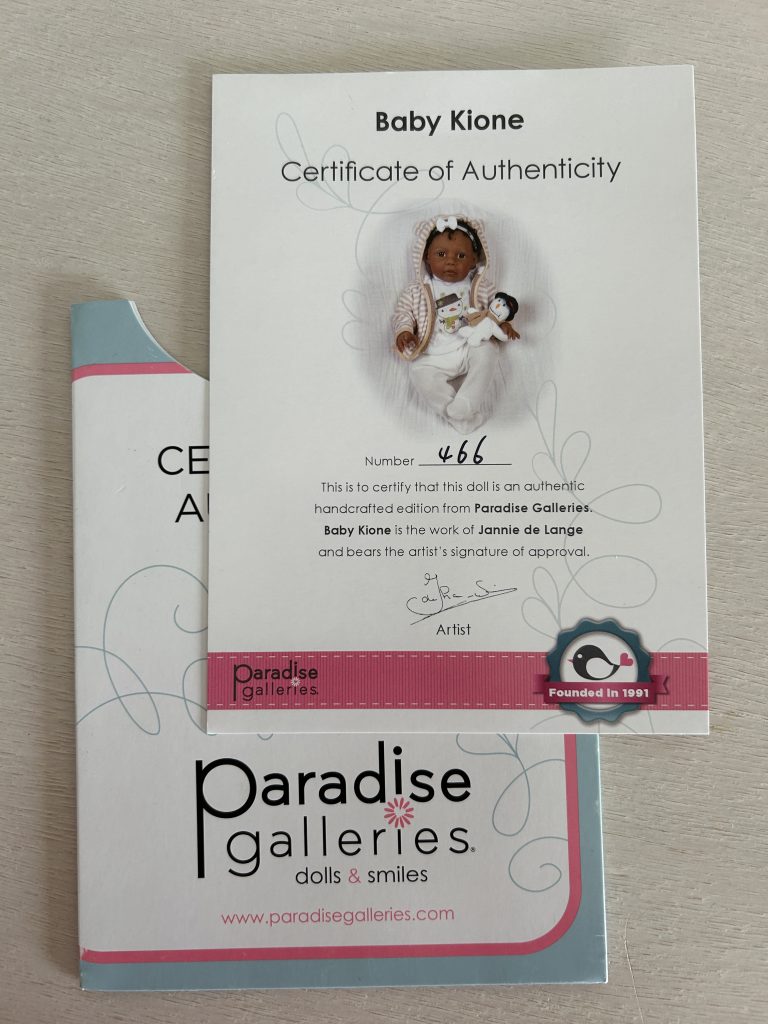 Baby Kione
Certificate of Authenticity
Number 466
This is to certify that this doll is an authentic
handcrafted edition from Paradise Galleries.
Baby Kione is the work of Jannie de Lange
and bears the artist's signature of approval.
Artist
Paradise
galleries®
Founded In 1991
CE
A
Paradise
galleries®
dolls & smiles
www.paradisegalleries.com